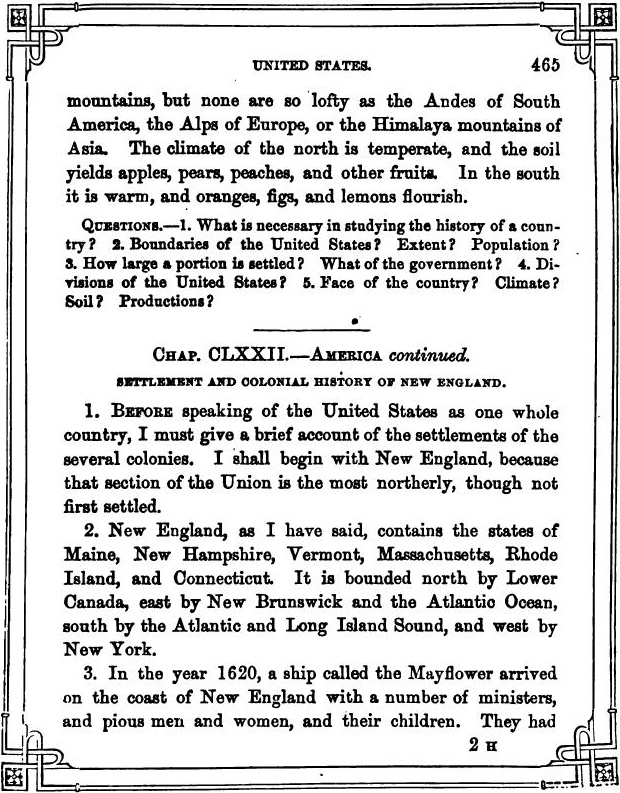 UNITED STATES. 465
mountains, but none are so lofty as the Andes of South
America, the Alps of Europe, or the Himalaya mountains of
Asia. The climate of the north is temperate, and the soil
yields apples, pears, peaches, and other fruits. In the south
it is warm, and oranges, figs, and lemons flourish.
QUESTIONS.—1. What is necessary in studying the history of a coun-
try? 2. Boundaries of the United States? Extent? Population?
3. How large a portion is settled? What of the government? 4. Di-
visions of the United States? 5. Face of the country? Climate?
Soil? Productions?
CHAP. CLXXII.—AMERICA continued.
SETTLEMENT AND COLONIAL HISTORY OF NEW ENGLAND.
1. BEFORE speaking of the United States as one whole
country, I must give a brief account of the settlements of the
several colonies. I shall begin with New England, because
that section of the Union is the most northerly, though not
first settled.
2. New England, as I have said, contains the states of
Maine, New Hampshire, Vermont, Massachusetts, Rhode
Island, and Connecticut. It is bounded north by Lower
Canada, east by New Brunswick and the Atlantic Ocean,
south by the Atlantic and Long Island Sound, and west by
New York.
3. In the year 1620, a ship called the Mayflower arrived
on the coast of New England with a number of ministers,
and pious men and women, and their children. They had
2 H